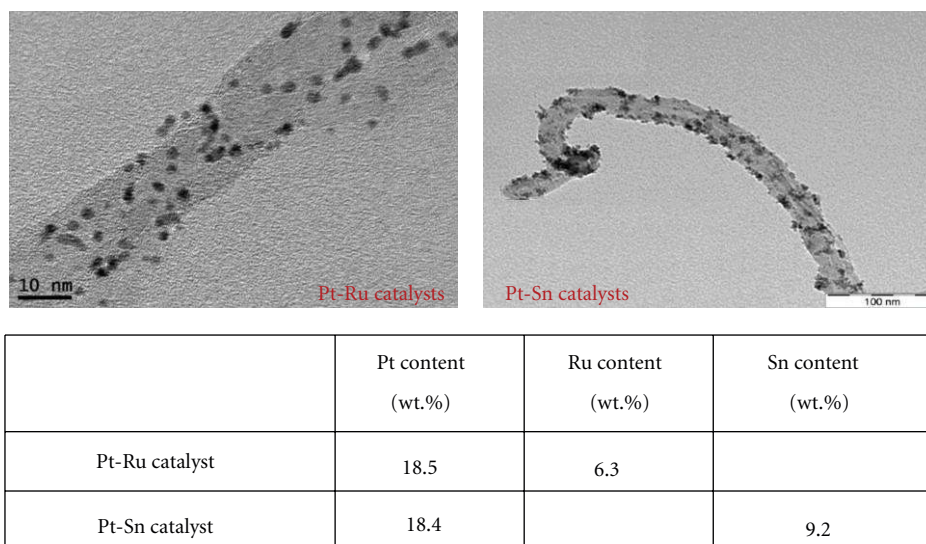 10 nm
Pt-Ru catalysts
Pt-Sn catalysts
100 nm
Pt content Ru content Sn content
(wt.%) (wt.%) (wt.%)
Pt-Ru catalyst 18.5 6.3
Pt-Sn catalyst 18.4 9.2